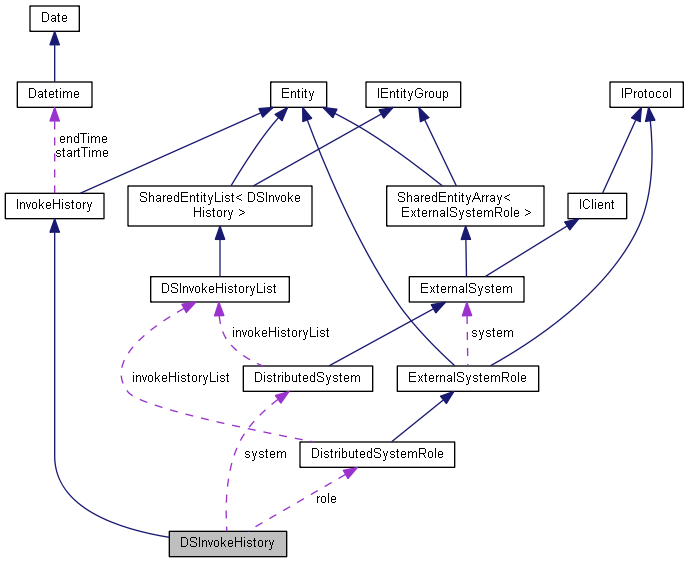 Date
Datetime
Entity
IEntityGroup
IProtocol
endTime
startTime
InvokeHistory
SharedEntityList< DSInvoke
History >
SharedEntityArray<
ExternalSystemRole >
IClient
DSInvokeHistoryList
ExternalSystem
invokeHistoryList
system
invokeHistoryList
DistributedSystem
ExternalSystemRole
system
DistributedSystemRole
role
DSInvokeHistory